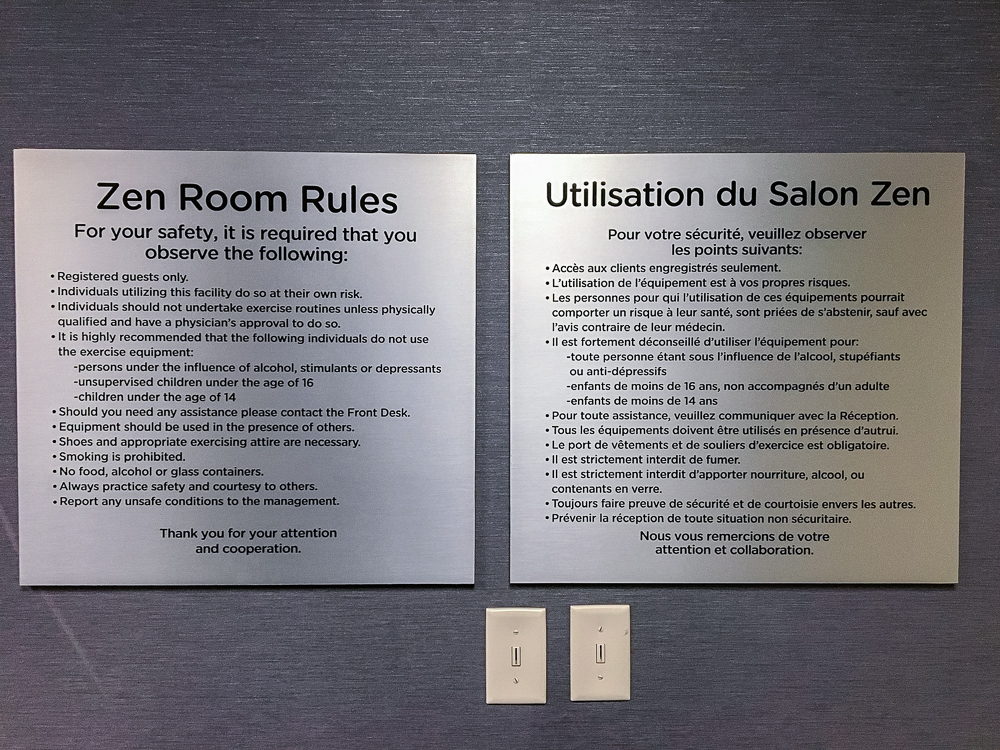 Zen Room Rules
For your safety, it is required that you
observe the following:
• Registered guests only.
• Individuals utilizing this facility do so at their own risk.
• Individuals should not undertake exercise routines unless physically
qualified and have a physician's approval to do so.
• It is highly recommended that the following individuals do not use
the exercise equipment:
-persons under the influence of alcohol, stimulants or depressants
-unsupervised children under the age of 16
-children under the age of 14
• Should you need any assistance please contact the Front Desk.
• Equipment should be used in the presence of others.
• Shoes and appropriate exercising attire are necessary.
• Smoking is prohibited.
• No food, alcohol or glass containers.
• Always practice safety and courtesy to others.
• Report any unsafe conditions to the management.
Thank you for your attention
and cooperation.
Utilisation du Salon Zen
Pour votre sécurité, veuillez observer
les points suivants:
• Accès aux clients engregistrés seulement.
• L'utilisation de l'équipement est à vos propres risques.
• Les personnes pour qui l'utilisation de ces équipements pourrait
comporter un risque à leur santé, sont priées de s'abstenir, sauf avec
l'avis contraire de leur médecin.
• Il est fortement déconseillé d'utiliser l'équipement pour:
-toute personne étant sous l'influence de l'alcool, stupéfiants
ou anti-dépressifs
-enfants de moins de 16 ans, non accompagnés d'un adulte
-enfants de moins de 14 ans
• Pour toute assistance, veuillez communiquer avec la Réception.
• Tous les équipements doivent être utilisés en présence d'autrui.
• Le port de vêtements et de souliers d'exercice est obligatoire.
• Il est strictement interdit de fumer.
• Il est strictement interdit d'apporter nourriture, alcool, ou
contenants en verre.
• Toujours faire preuve de sécurité et de courtoisie envers les autres.
• Prévenir la réception de toute situation non sécuritaire.
Nous vous remercions de votre
attention et collaboration.